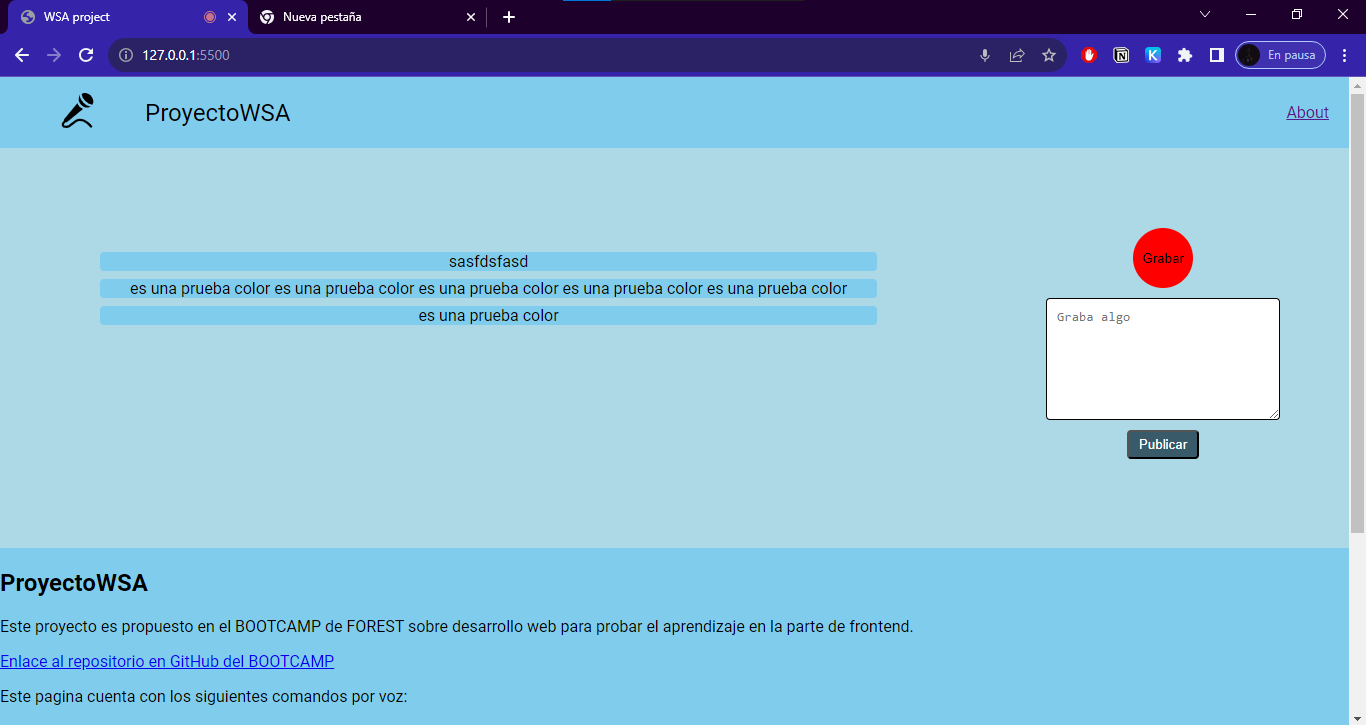 WSA project
Nueva pestaña
127.0.0.1:5500
En pausa
ProyectoWSA
About
sasfdsfasd
es una prueba color es una prueba color es una prueba color es una prueba color es una prueba color
es una prueba color
Grabar
Graba algo
Publicar
ProyectoWSA
Este proyecto es propuesto en el BOOTCAMP de FOREST sobre desarrollo web para probar el aprendizaje en la parte de frontend.
Enlace al repositorio en GitHub del BOOTCAMP
Este pagina cuenta con los siguientes comandos por voz: